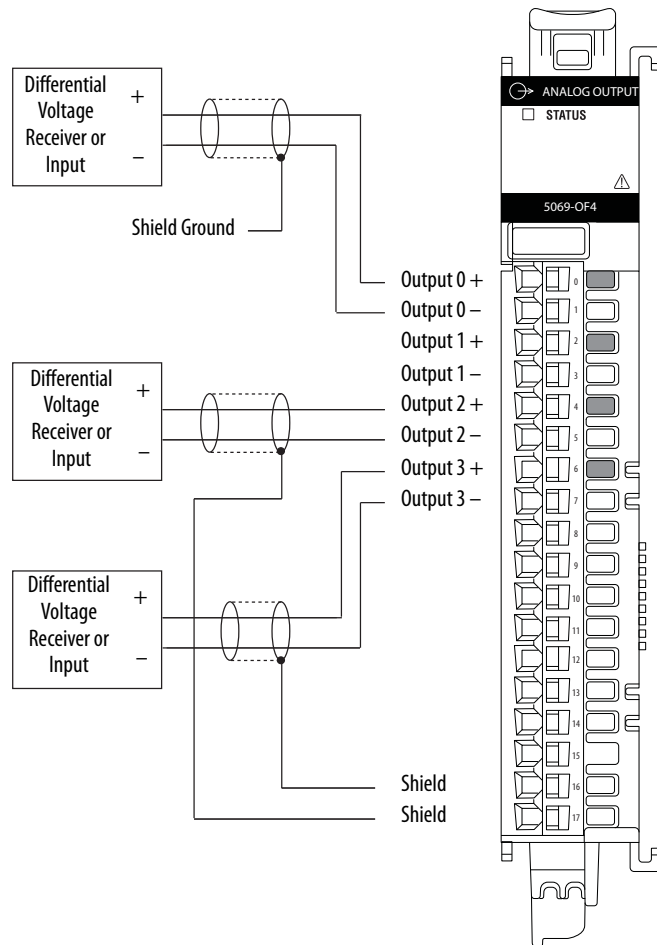 Differential
Voltage
Receiver or
Input
+
−
Shield Ground
Differential
Voltage
Receiver or
Input
+
−
Differential
Voltage
Receiver or
Input
+
−
Output 0 +
Output 0 −
Output 1 +
Output 1 −
Output 2 +
Output 2 −
Output 3 +
Output 3 −
Shield
Shield
ANALOG OUTPUT
STATUS
5069-OF4
0
1
2
3
4
5
6
7
8
9
10
11
12
13
14
15
16
17